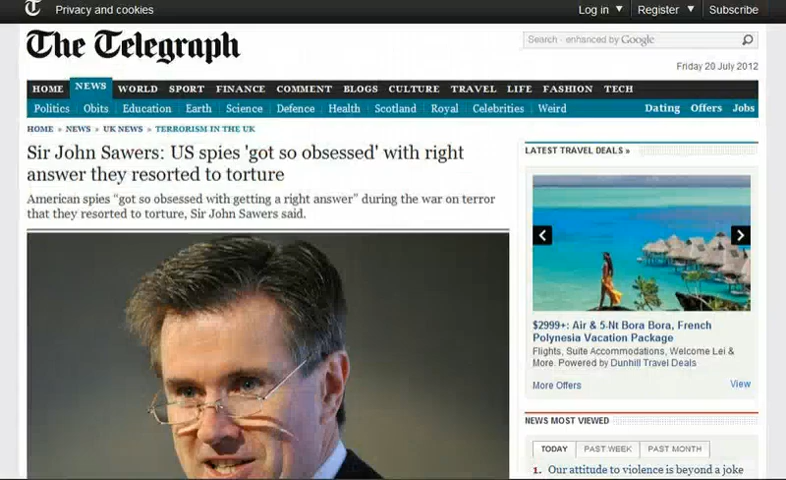 Privacy and cookies
Log in ▼ Register ▼ Subscribe
The Telegraph
Search - enhanced by Google
Friday 20 July 2012
HOME NEWS WORLD SPORT FINANCE COMMENT BLOGS CULTURE TRAVEL LIFE FASHION TECH
Politics Obits Education Earth Science Defence Health Scotland Royal Celebrities Weird Dating Offers Jobs
HOME » NEWS » UK NEWS » TERRORISM IN THE UK
Sir John Sawers: US spies 'got so obsessed' with right
answer they resorted to torture
American spies “got so obsessed with getting a right answer” during the war on terror
that they resorted to torture, Sir John Sawers said.
LATEST TRAVEL DEALS »
$2999+: Air & 5-Nt Bora Bora, French
Polynesia Vacation Package
Flights, Suite Accommodations, Welcome Lei &
More. Powered by Dunhill Travel Deals
More Offers View
NEWS MOST VIEWED
TODAY PAST WEEK PAST MONTH
1. Our attitude to violence is beyond a joke